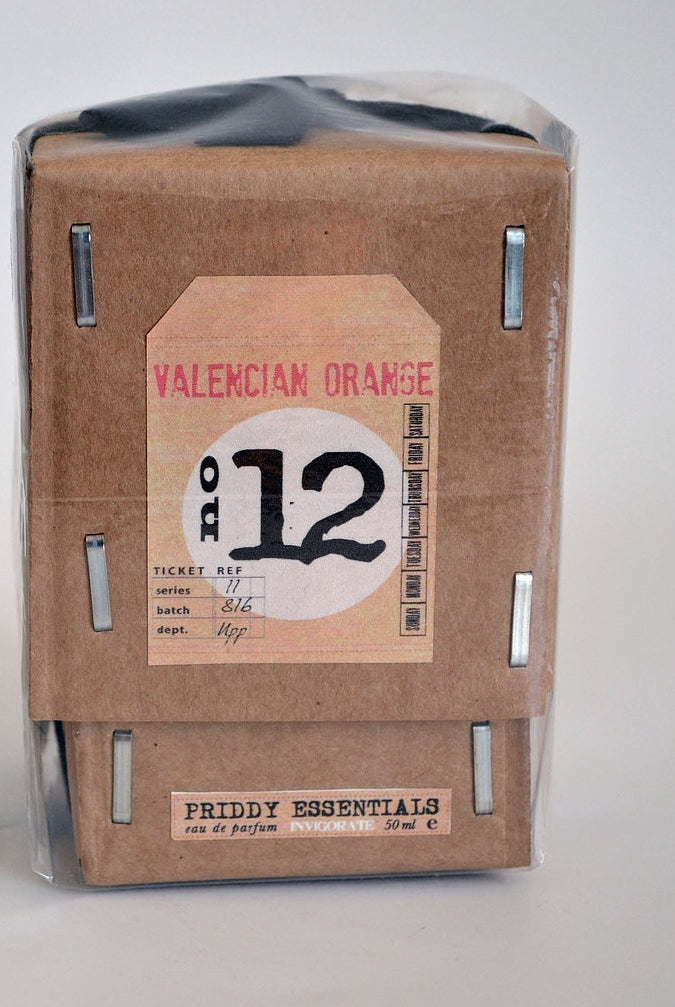 VALENCIAN ORANGE
no 12
SUNDAY MONDAY TUESDAY WEDNESDAY THURSDAY FRIDAY SATURDAY
TICKET REF
series 11
batch 816
dept. Upp
PRIDDY ESSENTIALS
eau de parfum INVIGORATE 50 ml e